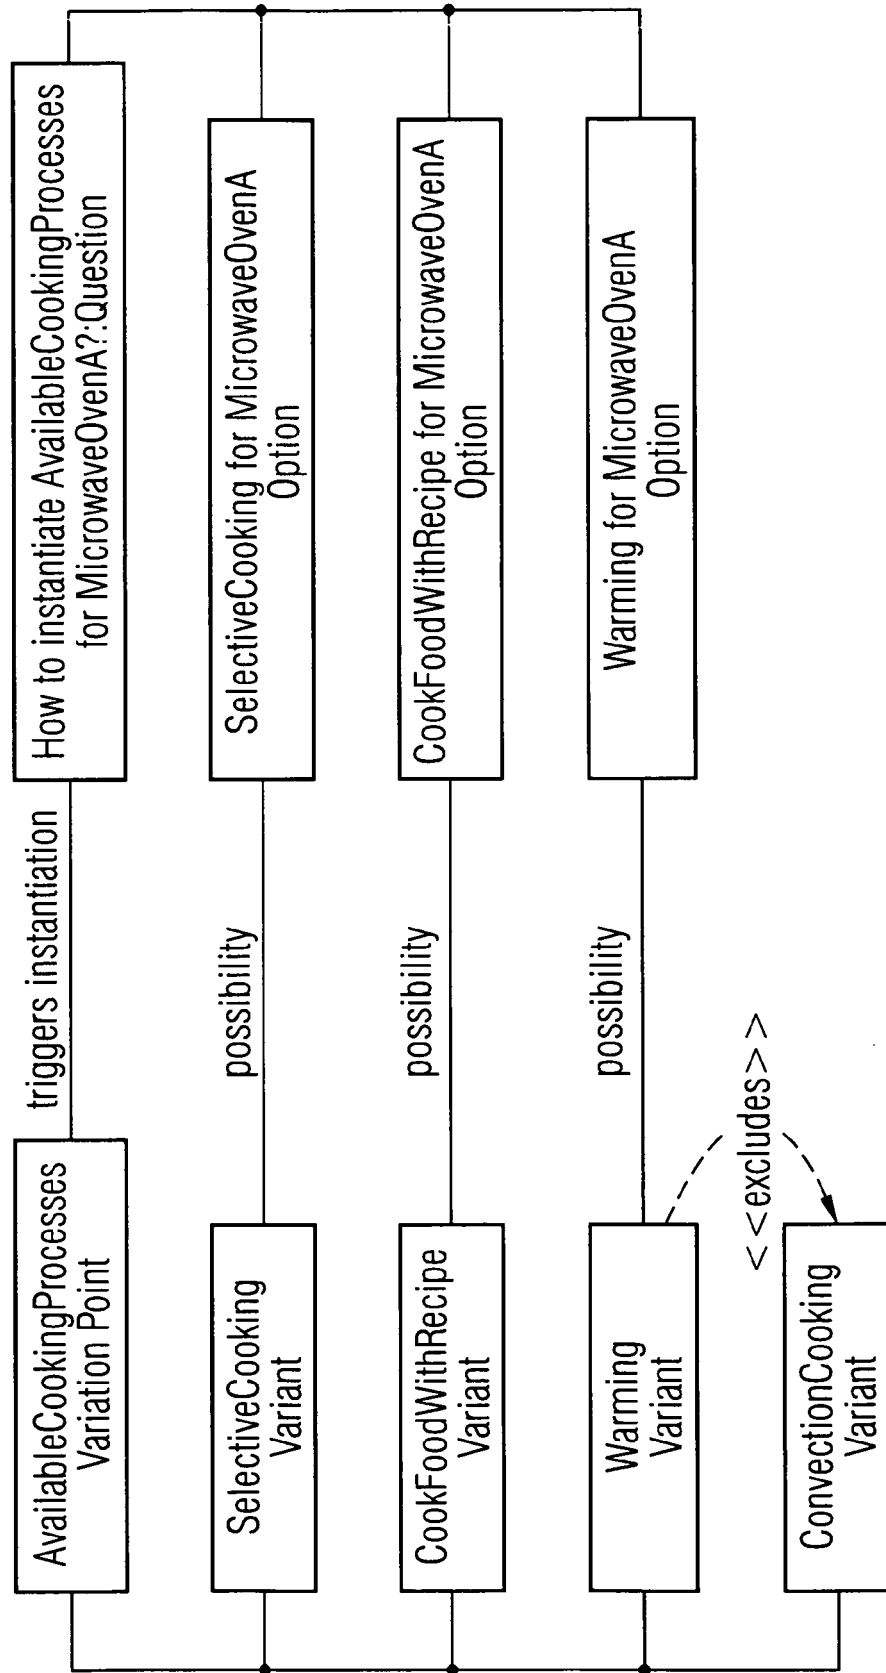 AvailableCookingProcesses
Variation Point
triggers instantiation
How to instantiate AvailableCookingProcesses
for MicrowaveOvenA?:Question
SelectiveCooking
Variant
possibility
SelectiveCooking for MicrowaveOvenA
Option
CookFoodWithRecipe
Variant
possibility
CookFoodWithRecipe for MicrowaveOvenA
Option
Warming
Variant
possibility
Warming for MicrowaveOvenA
Option
<<excludes>>
ConvectionCooking
Variant